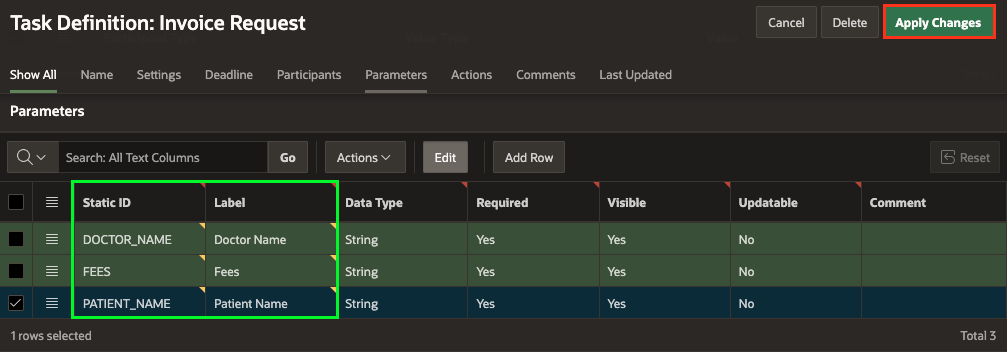 Task Definition: Invoice Request
Cancel Delete Apply Changes
Show All Name Settings Deadline Participants Parameters Actions Comments Last Updated
Parameters
Search: All Text Columns Go Actions Edit Add Row Reset
Static ID Label Data Type Required Visible Updatable Comment
DOCTOR_NAME Doctor Name String Yes Yes No
FEES Fees String Yes Yes No
PATIENT_NAME Patient Name String Yes Yes No
1 rows selected Total 3